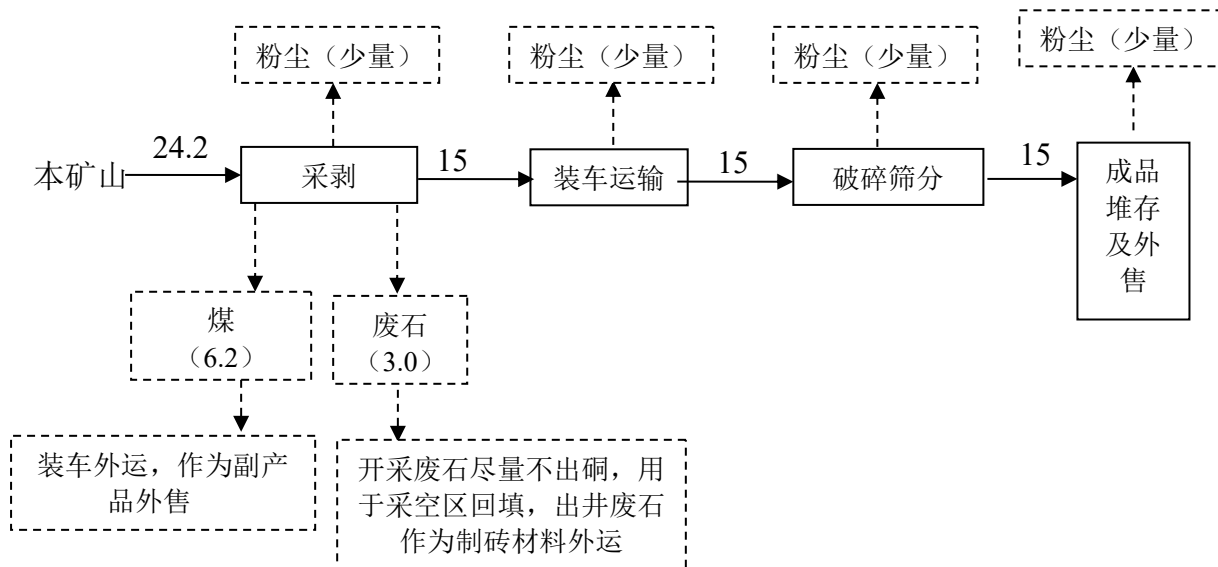 粉尘（少量）
粉尘（少量）
粉尘（少量）
粉尘（少量）
本矿山
24.2
采剥
15
装车运输
15
破碎筛分
15
成品
堆存
及外
售
煤
（6.2）
废石
（3.0）
装车外运，作为副产
品外售
开采废石尽量不出硐，用
于采空区回填，出井废石
作为制砖材料外运